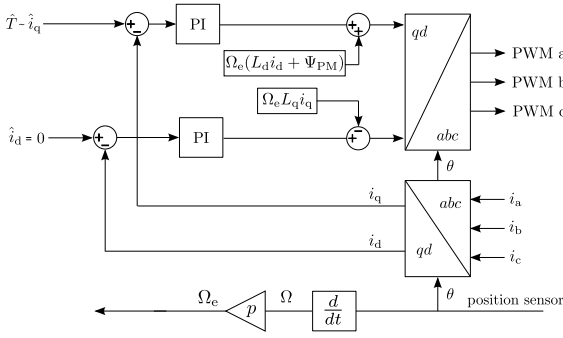 T̂ - î_q
PI
qd
Ω_e(L_d i_d + Ψ_PM)
PWM a
Ω_e L_q i_q
PWM b
PWM c
î_d = 0
PI
abc
θ
i_q
abc
i_a
i_b
i_d
qd
i_c
Ω_e
p
Ω
d/dt
θ
position sensor